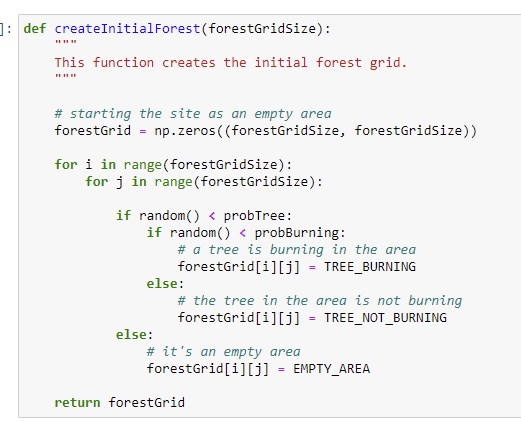 ]: def createInitialForest(forestGridSize):
    """
    This function creates the initial forest grid.
    """

    # starting the site as an empty area
    forestGrid = np.zeros((forestGridSize, forestGridSize))

    for i in range(forestGridSize):
        for j in range(forestGridSize):

            if random() < probTree:
                if random() < probBurning:
                    # a tree is burning in the area
                    forestGrid[i][j] = TREE_BURNING
                else:
                    # the tree in the area is not burning
                    forestGrid[i][j] = TREE_NOT_BURNING
            else:
                # it's an empty area
                forestGrid[i][j] = EMPTY_AREA

    return forestGrid